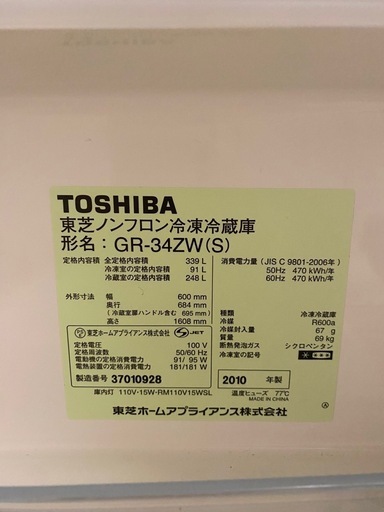 TOSHIBA
東芝ノンフロン冷凍冷蔵庫
形名：GR-34ZW(S)
定格内容積 全定格内容積 339 L
冷凍室の定格内容積 91 L
冷蔵室の定格内容積 248 L
消費電力量 (JIS C 9801-2006年)
50Hz 470 kWh/年
60Hz 470 kWh/年
外形寸法 幅 600 mm
奥行 684 mm
(冷蔵室扉ハンドル含む 695 mm)
高さ 1608 mm
東芝ホームアプライアンス株式会社 JET
種類 冷凍冷蔵庫
冷媒 R600a
冷媒封入量 67 g
質量 69 kg
断熱発泡ガス シクロペンタン
冷凍室の記号
定格電圧 100 V
定格周波数 50/60 Hz
電動機の定格消費電力 91/ 95 W
電熱装置の定格消費電力 181/181 W
製造番号 37010928
2010 年製
温度ヒューズ 77℃
MADE IN CHINA
庫内灯 110V-15W-RM110V15WSL
東芝ホームアプライアンス株式会社
Ⓐ